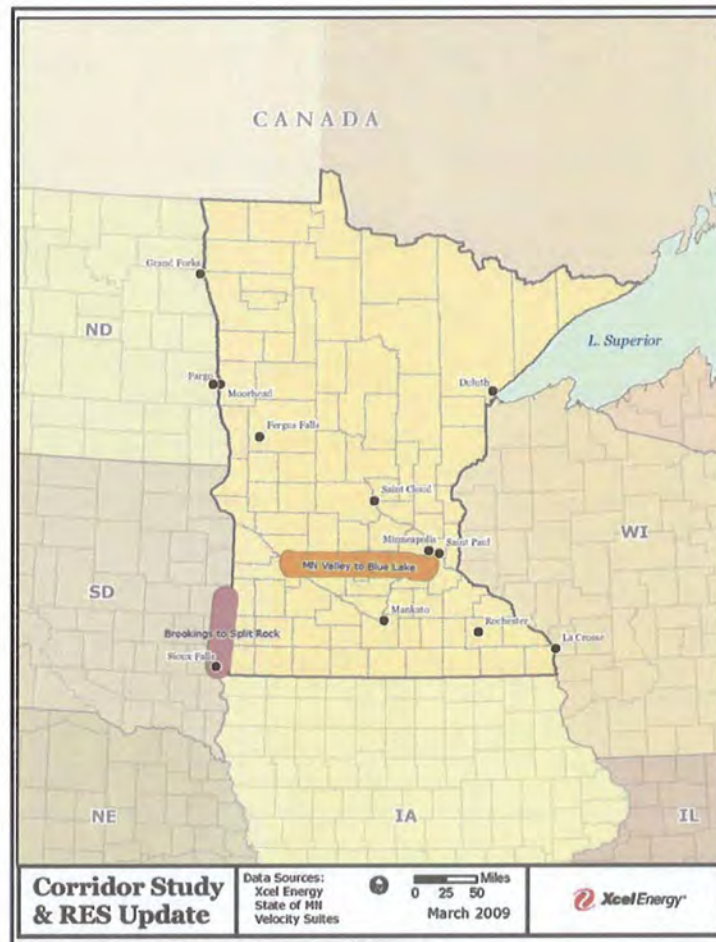 CANADA
Grand Forks
ND
L. Superior
Fargo
Moorhead
Duluth
Fergus Falls
Saint Cloud
Minneapolis
Saint Paul
WI
MN Valley to Blue Lake
SD
Mankato
Rochester
Brookings to Split Rock
La Crosse
Sioux Falls
NE
IA
IL
Corridor Study
& RES Update
Data Sources:
Xcel Energy
State of MN
Velocity Suites
Miles
0 25 50
March 2009
Xcel Energy